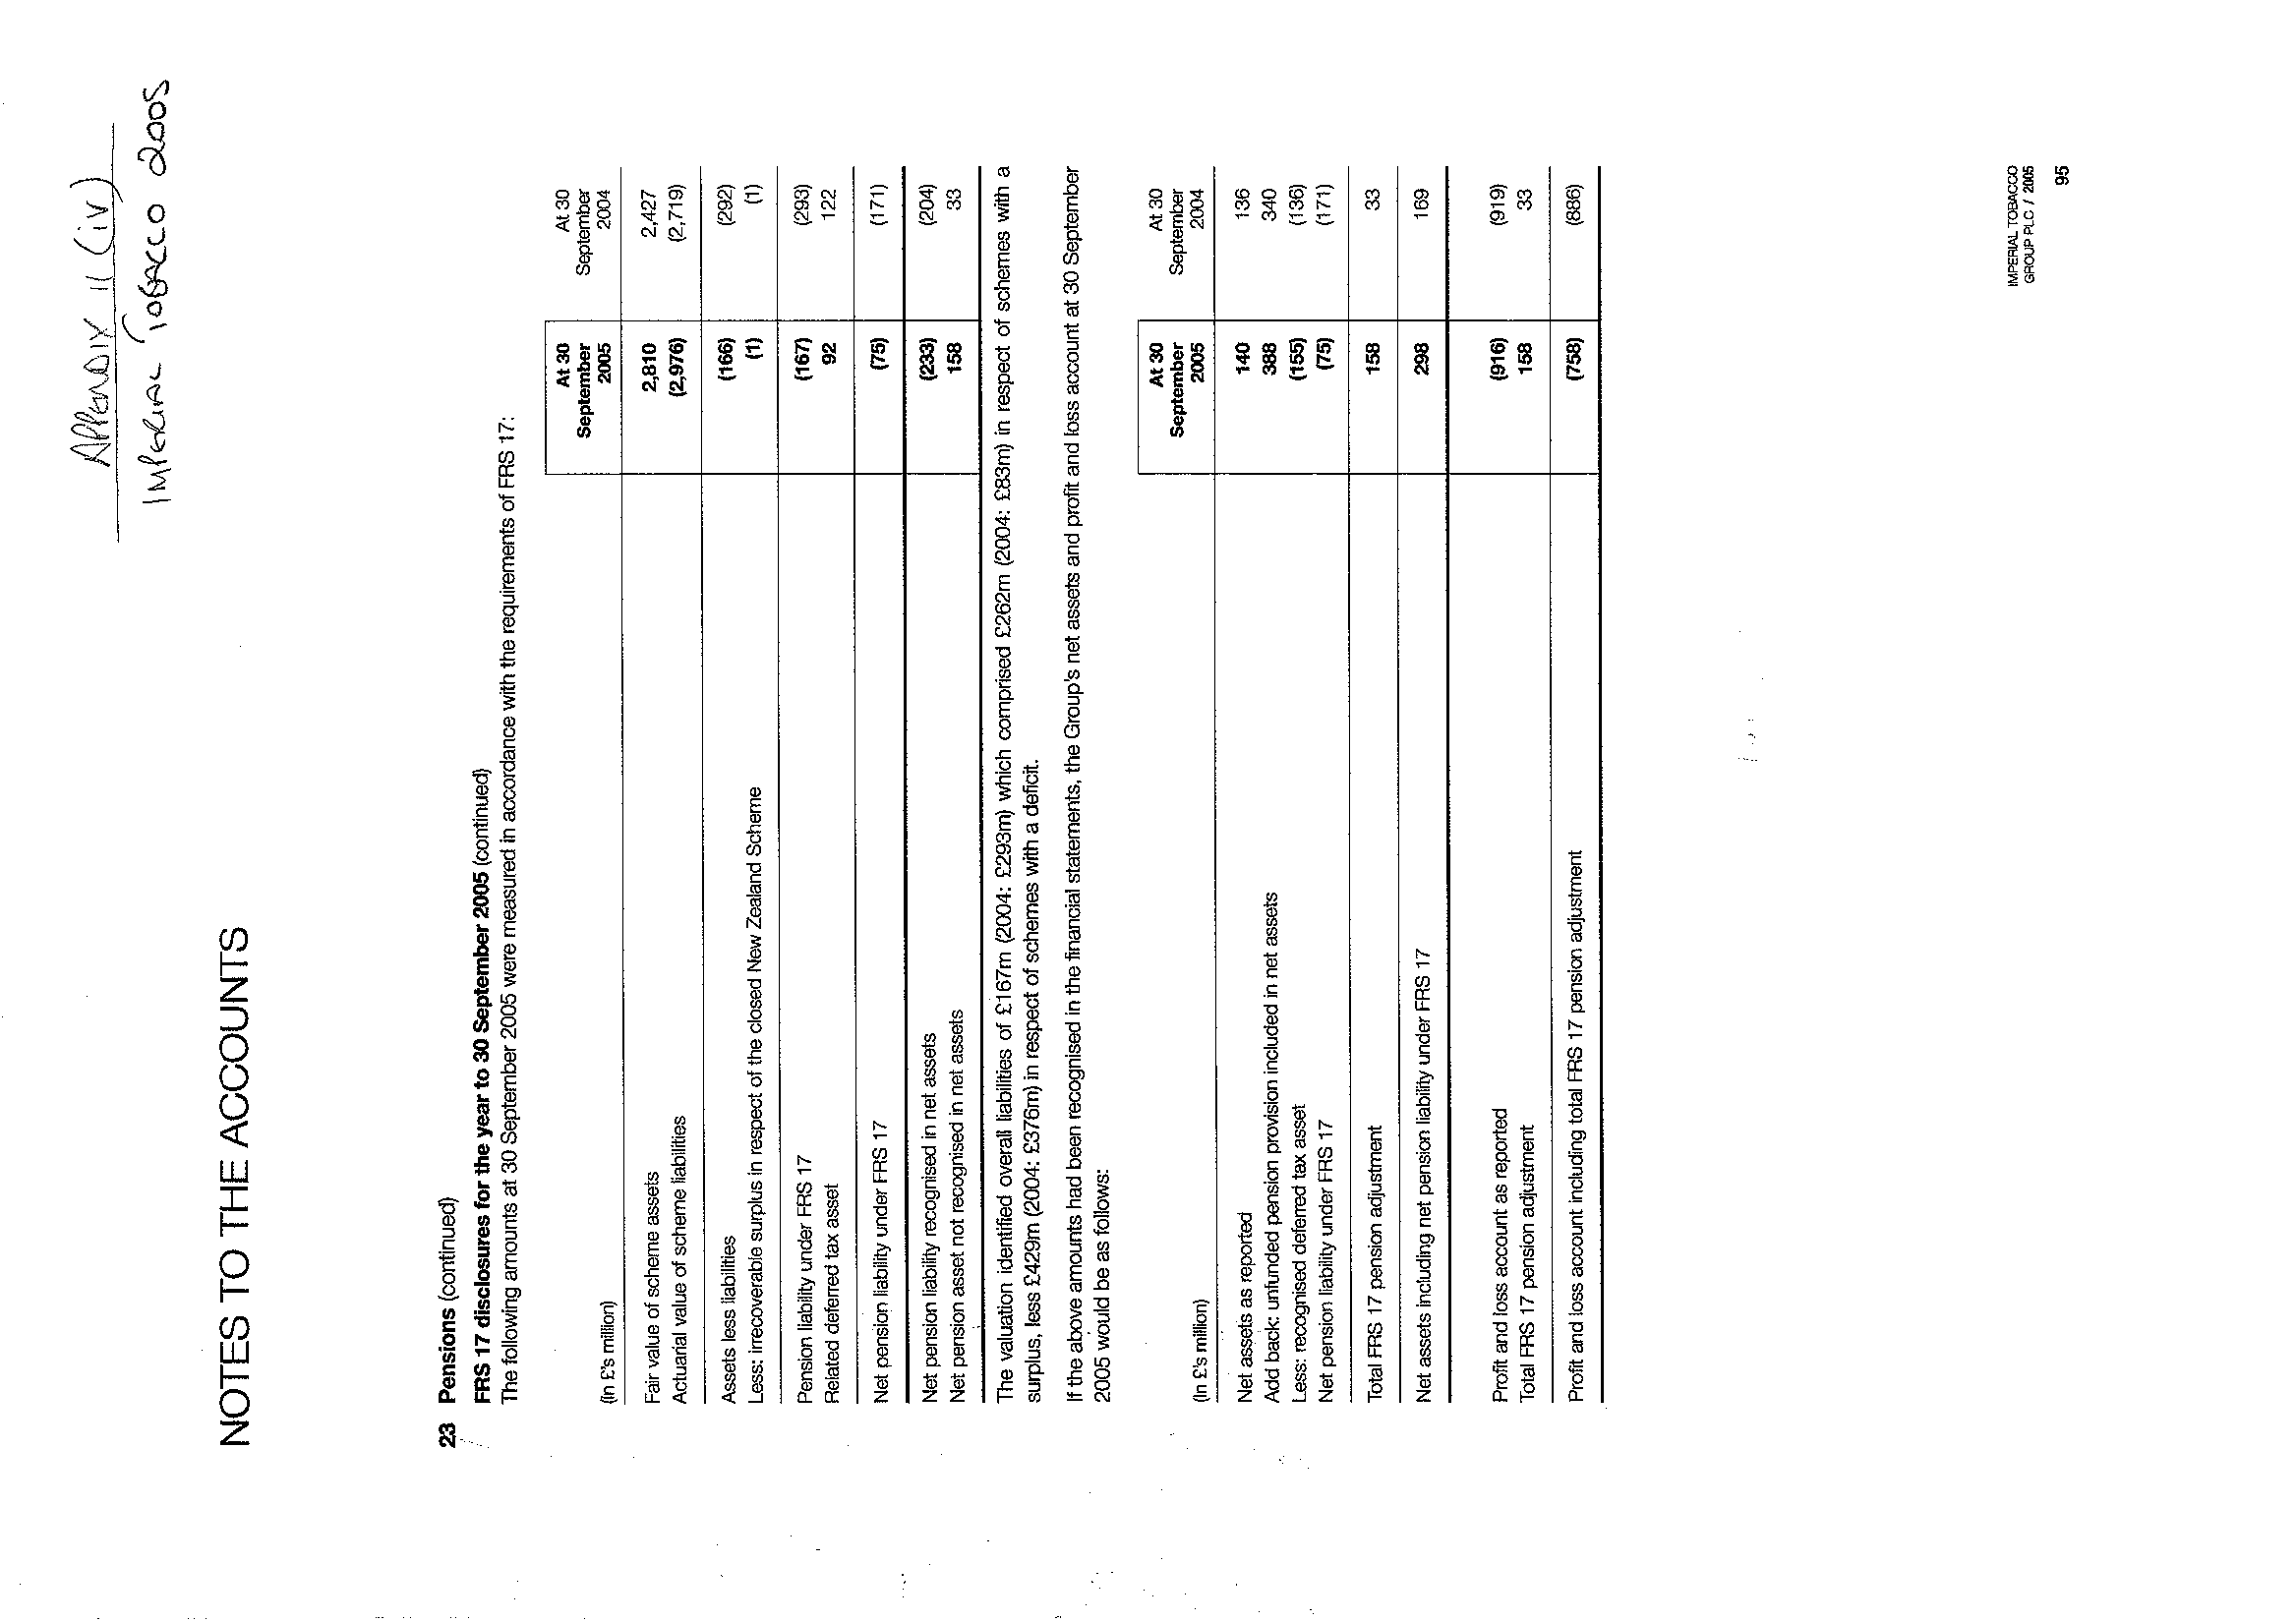 Appendix 11 (iv)
Imperial Tobacco 2005
NOTES TO THE ACCOUNTS
23 Pensions (continued)
FRS 17 disclosures for the year to 30 September 2005 (continued)
The following amounts at 30 September 2005 were measured in accordance with the requirements of FRS 17:
At 30 At 30
September September
(In £'s million) 2005 2004
Fair value of scheme assets 2,810 2,427
Actuarial value of scheme liabilities (2,976) (2,719)
Assets less liabilities (166) (292)
Less: irrecoverable surplus in respect of the closed New Zealand Scheme (1) (1)
Pension liability under FRS 17 (167) (293)
Related deferred tax asset 92 122
Net pension liability under FRS 17 (75) (171)
Net pension liability recognised in net assets (233) (204)
Net pension asset not recognised in net assets 158 33
The valuation identified overall liabilities of £167m (2004: £293m) which comprised £262m (2004: £83m) in respect of schemes with a
surplus, less £429m (2004: £376m) in respect of schemes with a deficit.
If the above amounts had been recognised in the financial statements, the Group's net assets and profit and loss account at 30 September
2005 would be as follows:
At 30 At 30
September September
(In £'s million) 2005 2004
Net assets as reported 140 136
Add back: unfunded pension provision included in net assets 388 340
Less: recognised deferred tax asset (155) (136)
Net pension liability under FRS 17 (75) (171)
Total FRS 17 pension adjustment 158 33
Net assets including net pension liability under FRS 17 298 169
Profit and loss account as reported (916) (919)
Total FRS 17 pension adjustment 158 33
Profit and loss account including total FRS 17 pension adjustment (758) (886)
IMPERIAL TOBACCO
GROUP PLC / 2005
95